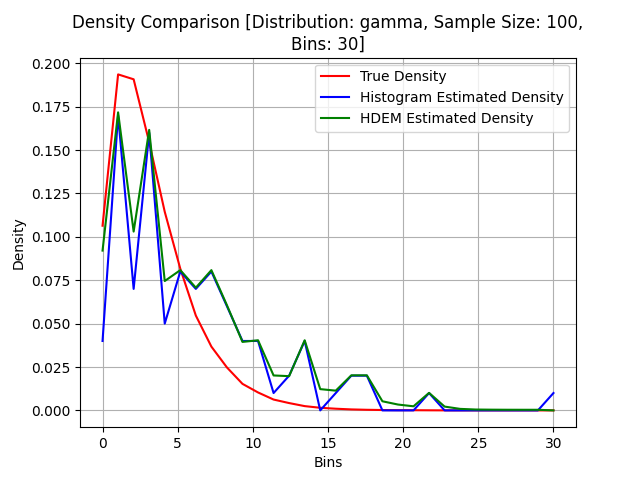 Density Comparison [Distribution: gamma, Sample Size: 100,
Bins: 30]
True Density
Histogram Estimated Density
HDEM Estimated Density
Density
0.200
0.175
0.150
0.125
0.100
0.075
0.050
0.025
0.000
0 5 10 15 20 25 30
Bins